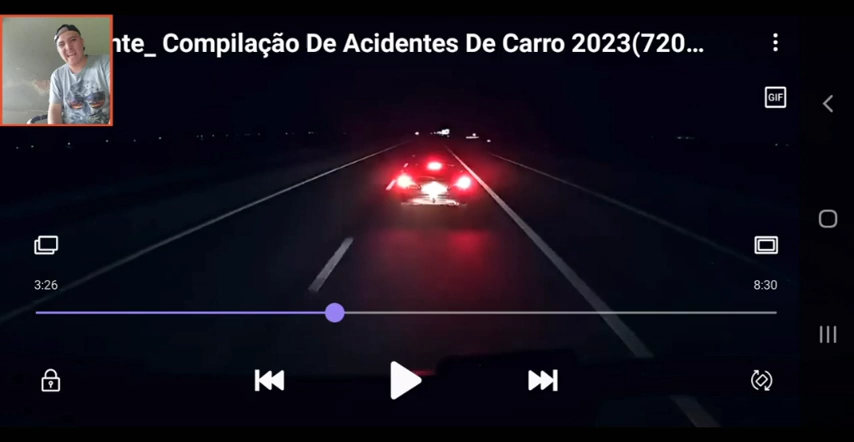 nte_ Compilação De Acidentes De Carro 2023(720...
GIF
3:26
8:30